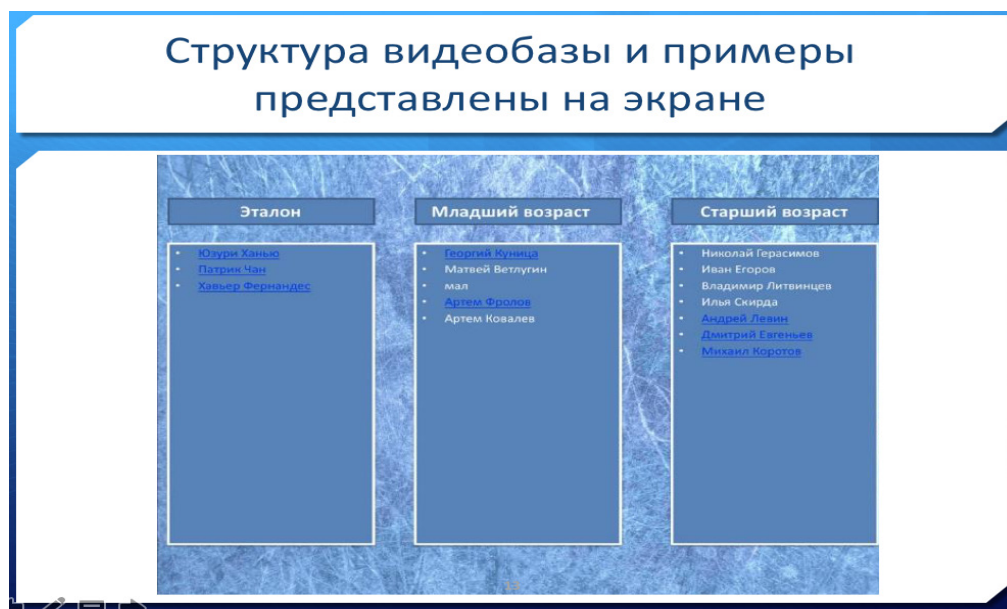 Структура видеобазы и примеры
представлены на экране
Эталон
Юзури Ханью
Патрик Чан
Хавьер Фернандес
Младший возраст
Георгий Куница
Матвей Ветлугин
мал
Артем Фролов
Артем Ковалев
Старший возраст
Николай Герасимов
Иван Егоров
Владимир Литвинцев
Илья Скирда
Андрей Левин
Дмитрий Евгеньев
Михаил Коротов